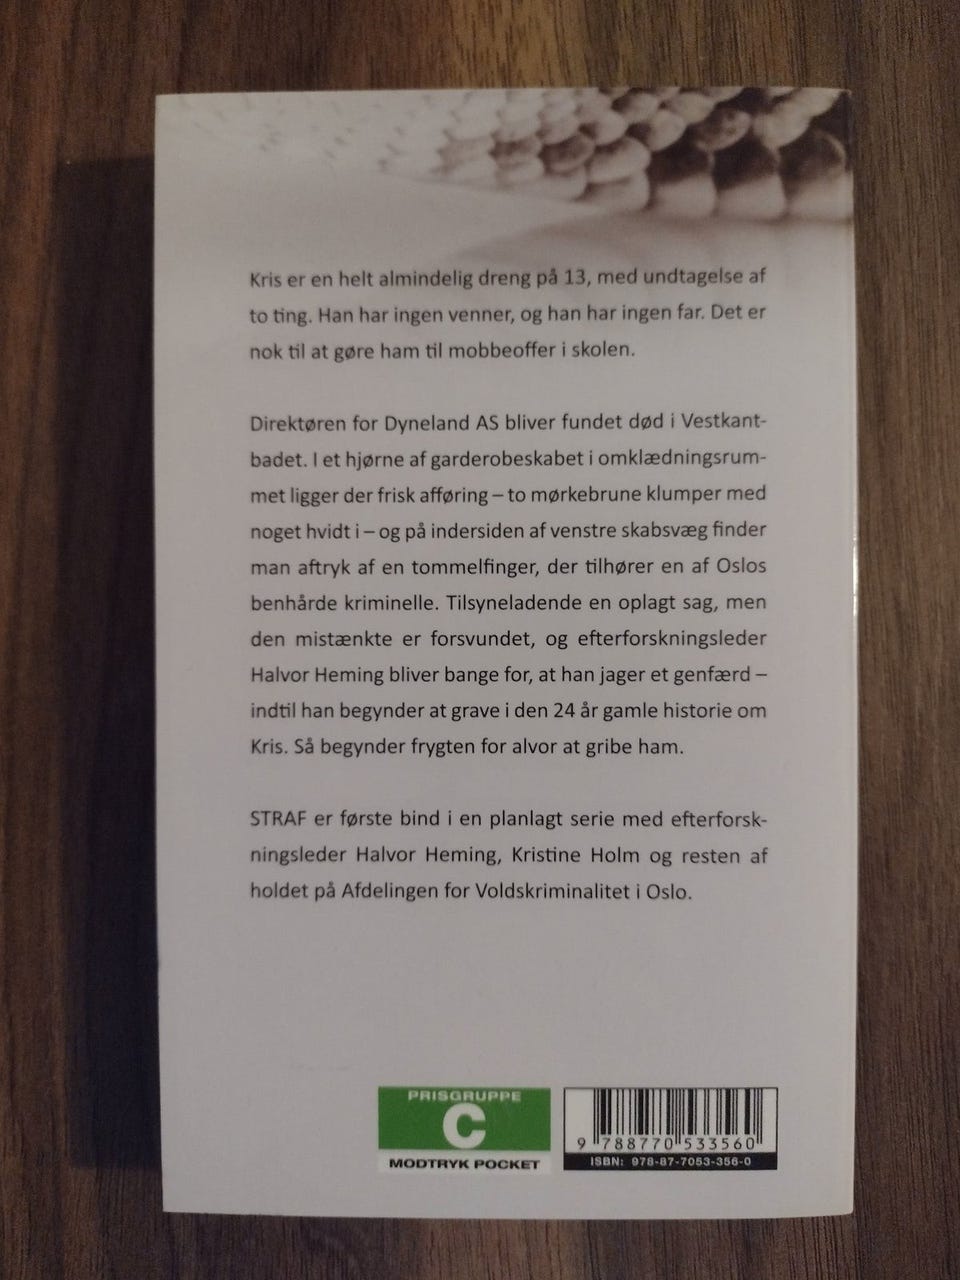 Kris er en helt almindelig dreng på 13, med undtagelse af
to ting. Han har ingen venner, og han har ingen far. Det er
nok til at gøre ham til mobbeoffer i skolen.
Direktøren for Dyneland AS bliver fundet død i Vestkant-
badet. I et hjørne af garderobeskabet i omklædningsrum-
met ligger der frisk afføring – to mørkebrune klumper med
noget hvidt i – og på indersiden af venstre skabsvæg finder
man aftryk af en tommelfinger, der tilhører en af Oslos
benhårde kriminelle. Tilsyneladende en oplagt sag, men
den mistænkte er forsvundet, og efterforskningsleder
Halvor Heming bliver bange for, at han jager et genfærd –
indtil han begynder at grave i den 24 år gamle historie om
Kris. Så begynder frygten for alvor at gribe ham.
STRAF er første bind i en planlagt serie med efterforsk-
ningsleder Halvor Heming, Kristine Holm og resten af
holdet på Afdelingen for Voldskriminalitet i Oslo.
PRISGRUPPE
C
MODTRYK POCKET
9 788770 533560
ISBN: 978-87-7053-356-0